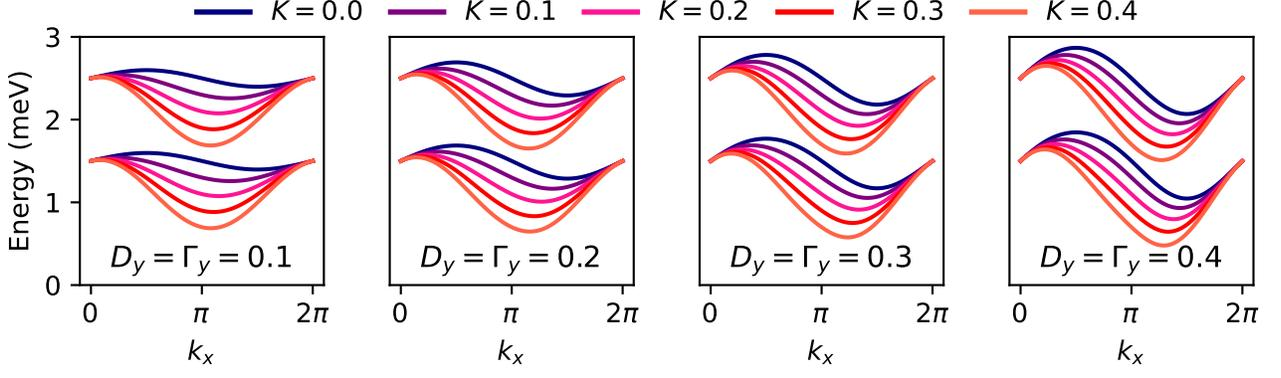 K = 0.0 K = 0.1 K = 0.2 K = 0.3 K = 0.4
Energy (meV)
3
2
1
0
D_y = Γ_y = 0.1
D_y = Γ_y = 0.2
D_y = Γ_y = 0.3
D_y = Γ_y = 0.4
0 π 2π 0 π 2π 0 π 2π 0 π 2π
k_x k_x k_x k_x